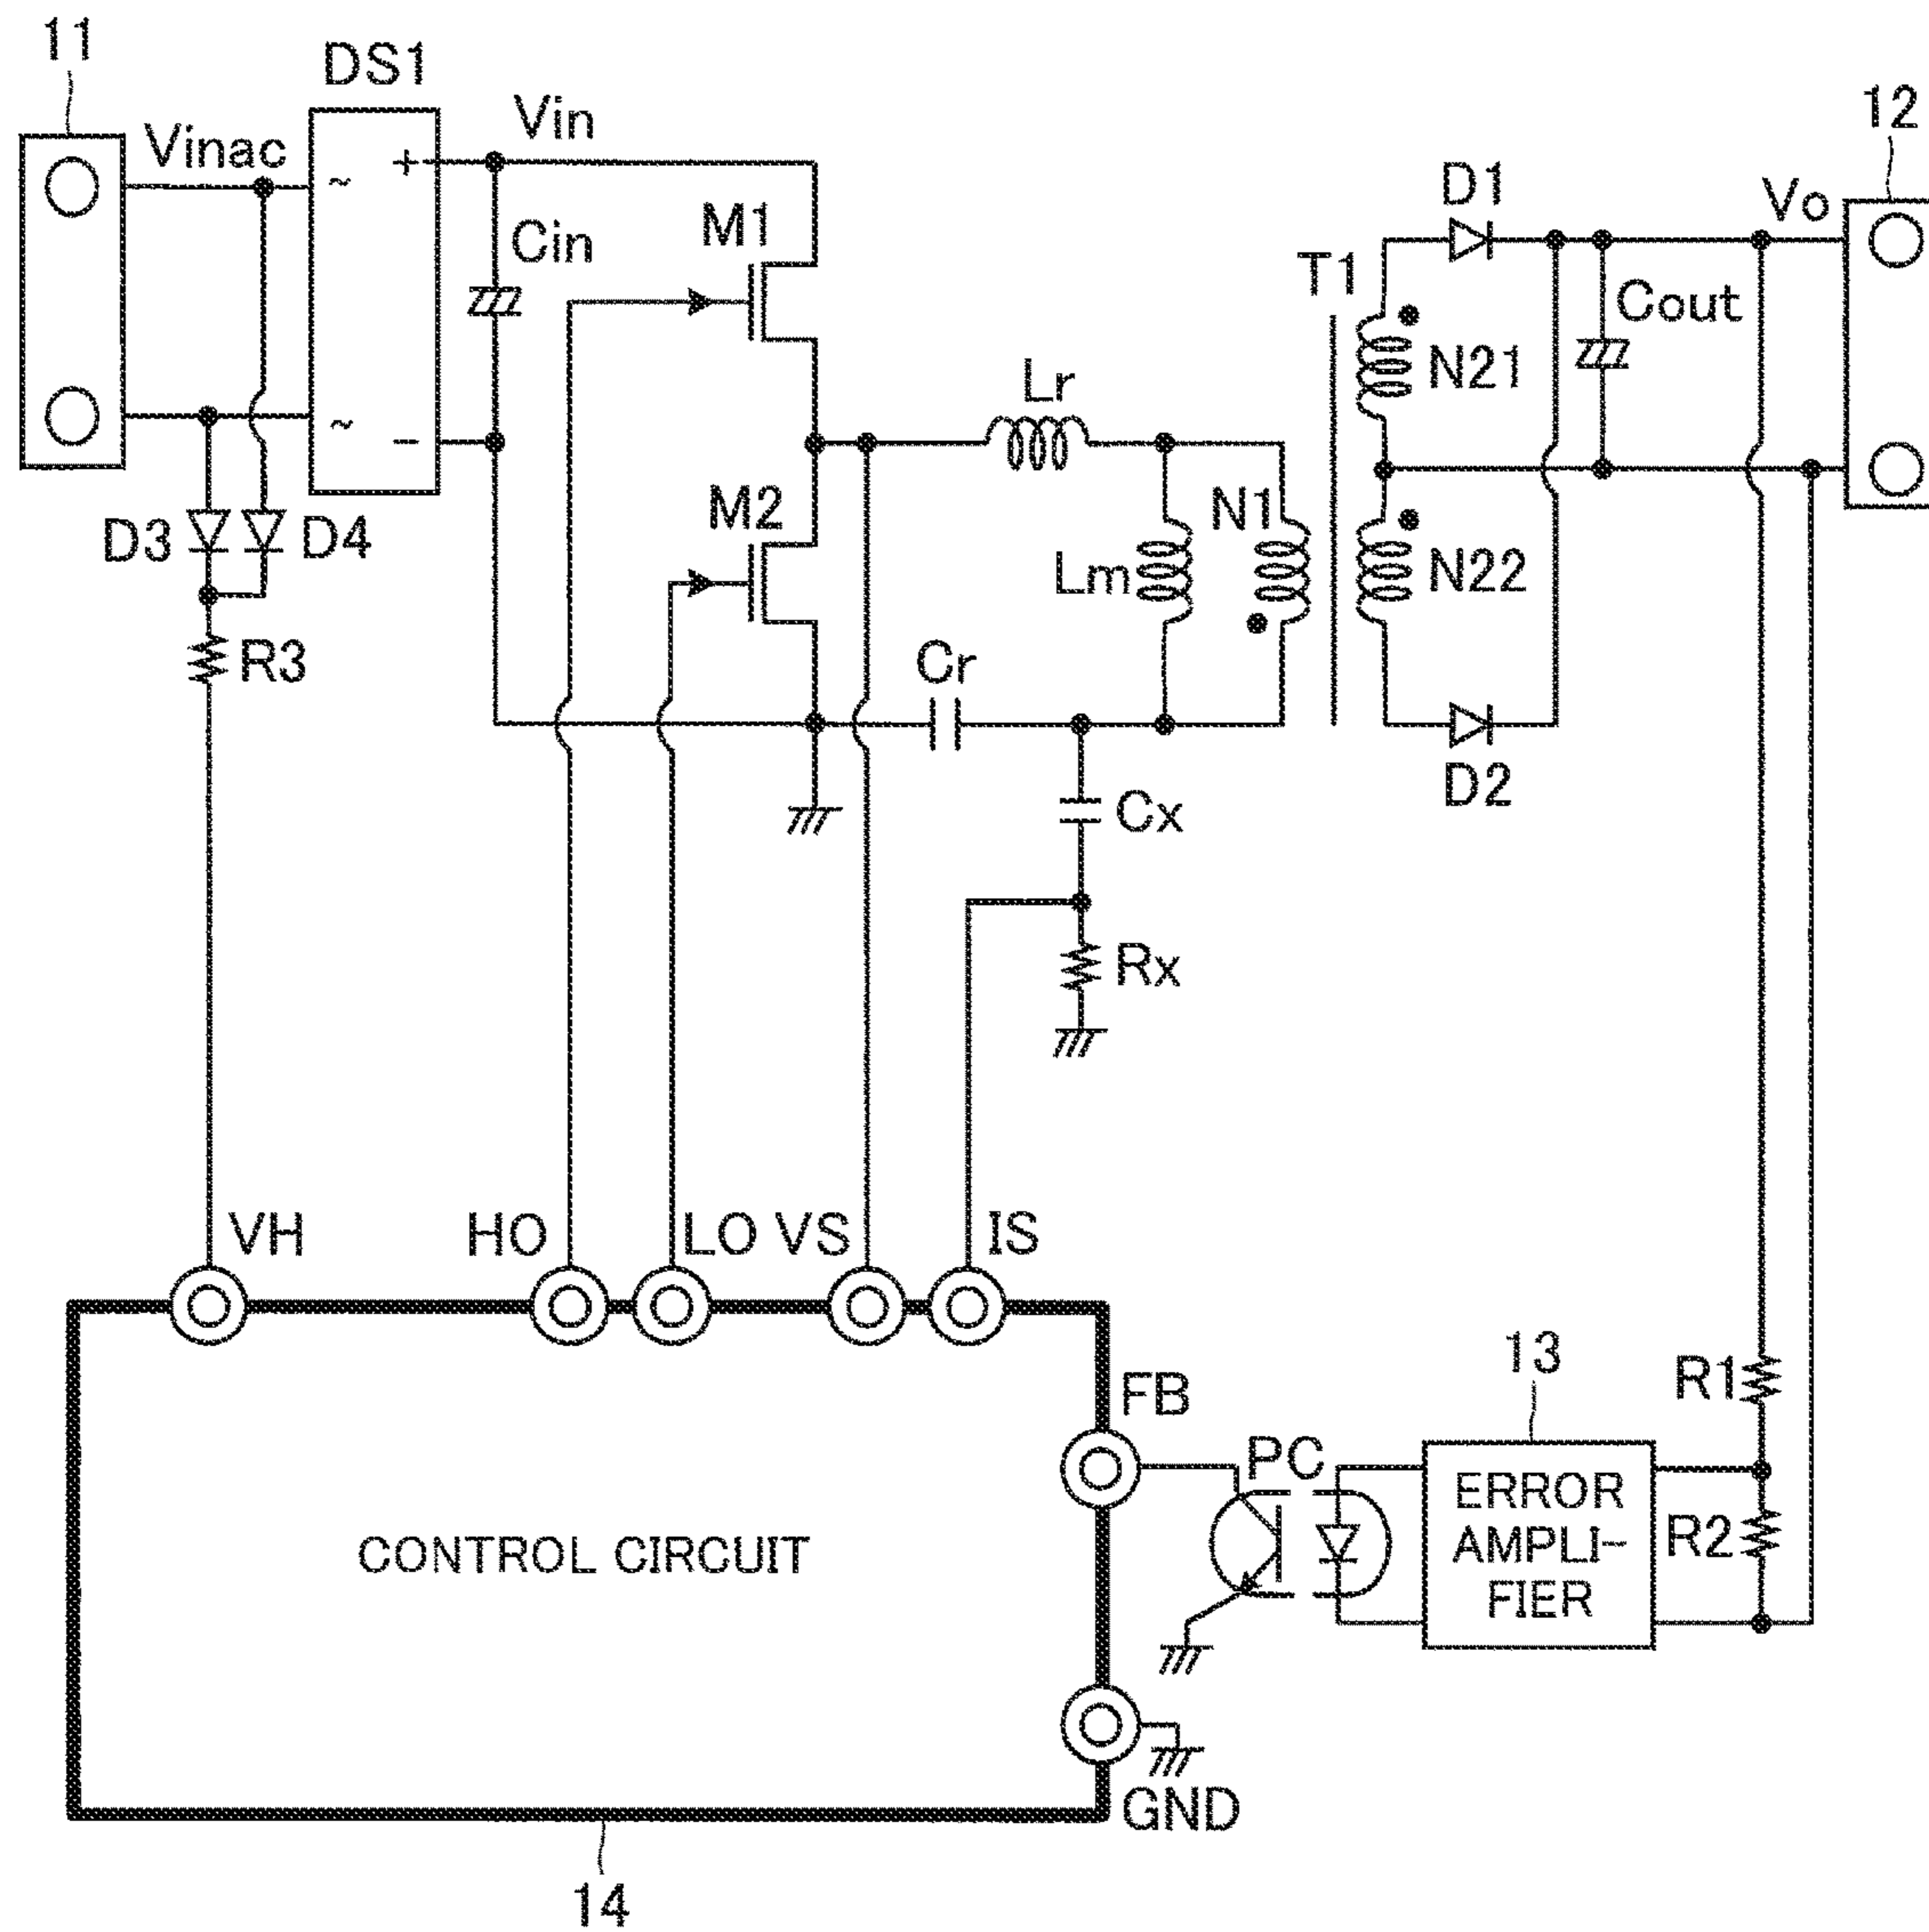 11
DS1
Vinac
Vin
12
~
+
D1
Vo
M1
Cin
T1
Cout
N21
Lr
~
-
M2
N1
D3
D4
Lm
N22
R3
Cr
D2
Cx
Rx
VH
HO
LO
VS
IS
13
R1
FB
PC
ERROR
AMPLI-
FIER
R2
CONTROL CIRCUIT
GND
14